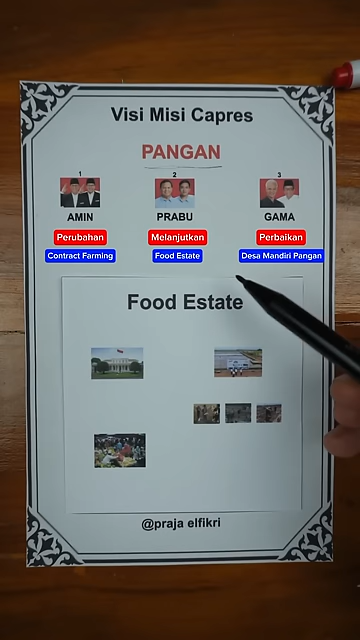 Visi Misi Capres
PANGAN
1 2 3
AMIN PRABU GAMA
Perubahan Melanjutkan Perbaikan
Contract Farming Food Estate Desa Mandiri Pangan
Food Estate
@praja elfikri